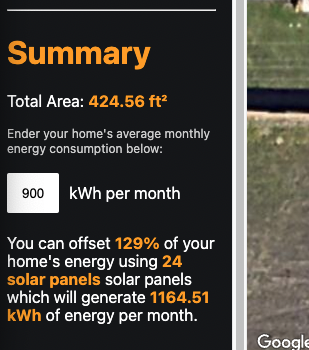 Summary
Total Area: 424.56 ft²
Ender your home's average monthly
energy consumption below:
900 kWh per month
You can offset 129% of your
home's energy using 24
solar panels solar panels
which will generate 1164.51
kWh of energy per month.
Google